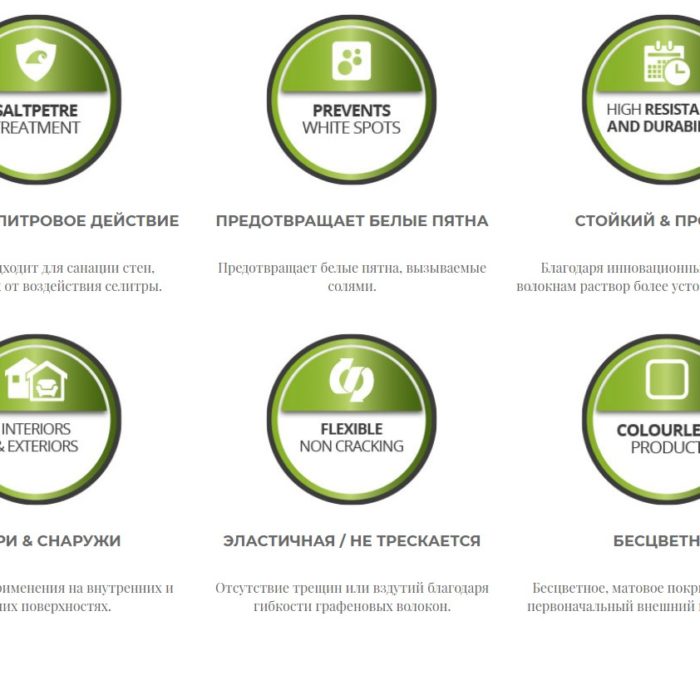 SALTPETRE
TREATMENT
PREVENTS
WHITE SPOTS
HIGH RESISTA
AND DURABI
ЛИТРОВОЕ ДЕЙСТВИЕ
ПРЕДОТВРАЩАЕТ БЕЛЫЕ ПЯТНА
СТОЙКИЙ & ПРО
ходит для санации стен,
от воздействия селитры.
Предотвращает белые пятна, вызываемые
солями.
Благодаря инновационны
волокнам раствор более усто
INTERIORS
& EXTERIORS
FLEXIBLE
NON CRACKING
COLOURLE
PRODUCT
РИ & СНАРУЖИ
ЭЛАСТИЧНАЯ / НЕ ТРЕСКАЕТСЯ
БЕСЦВЕТН
рименения на внутренних и
них поверхностях.
Отсутствие трещин или вздутий благодаря
гибкости графеновых волокон.
Бесцветное, матовое покр
первоначальный внешний